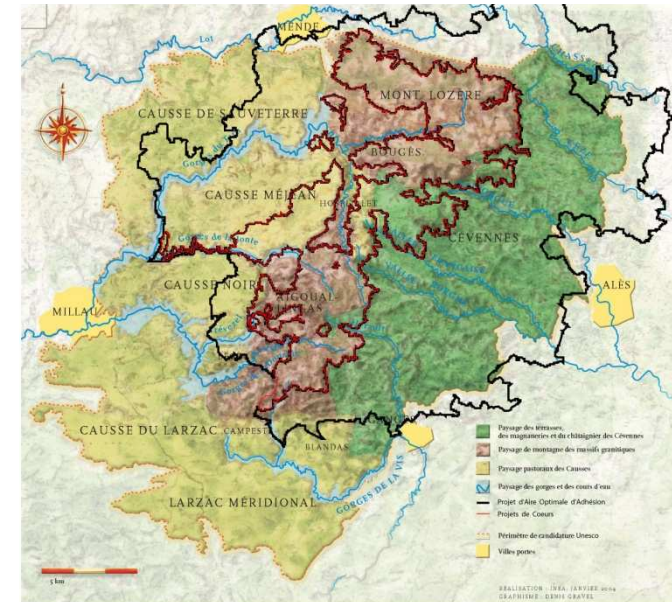 MENDE
Lot
CAUSSE DE SAUVETERRE
MONT LOZÈRE
BOUGÈS
CAUSSE MÉJEAN
Gorges de la Jonte
CÉVENNES
CAUSSE NOIR
AIGOUAL
MILLAU
ALÈS
CAUSSE DU LARZAC
CAMPESTRE
BLANDAS
LARZAC MÉRIDIONAL
GORGES DE LA VIS
Paysage des terrasses,
des magnaneries et du châtaignier des Cévennes
Paysage de montagne des massifs granitiques
Paysage pastoraux des Causses
Paysage des gorges et des cours d'eau
Projet d'Aire Optimale d'Adhésion
Projets de Coeurs
Périmètre de candidature Unesco
Villes portes
5 km
RÉALISATION : INEA, JANVIER 2004
GRAPHISME : DENIS GRAVEL